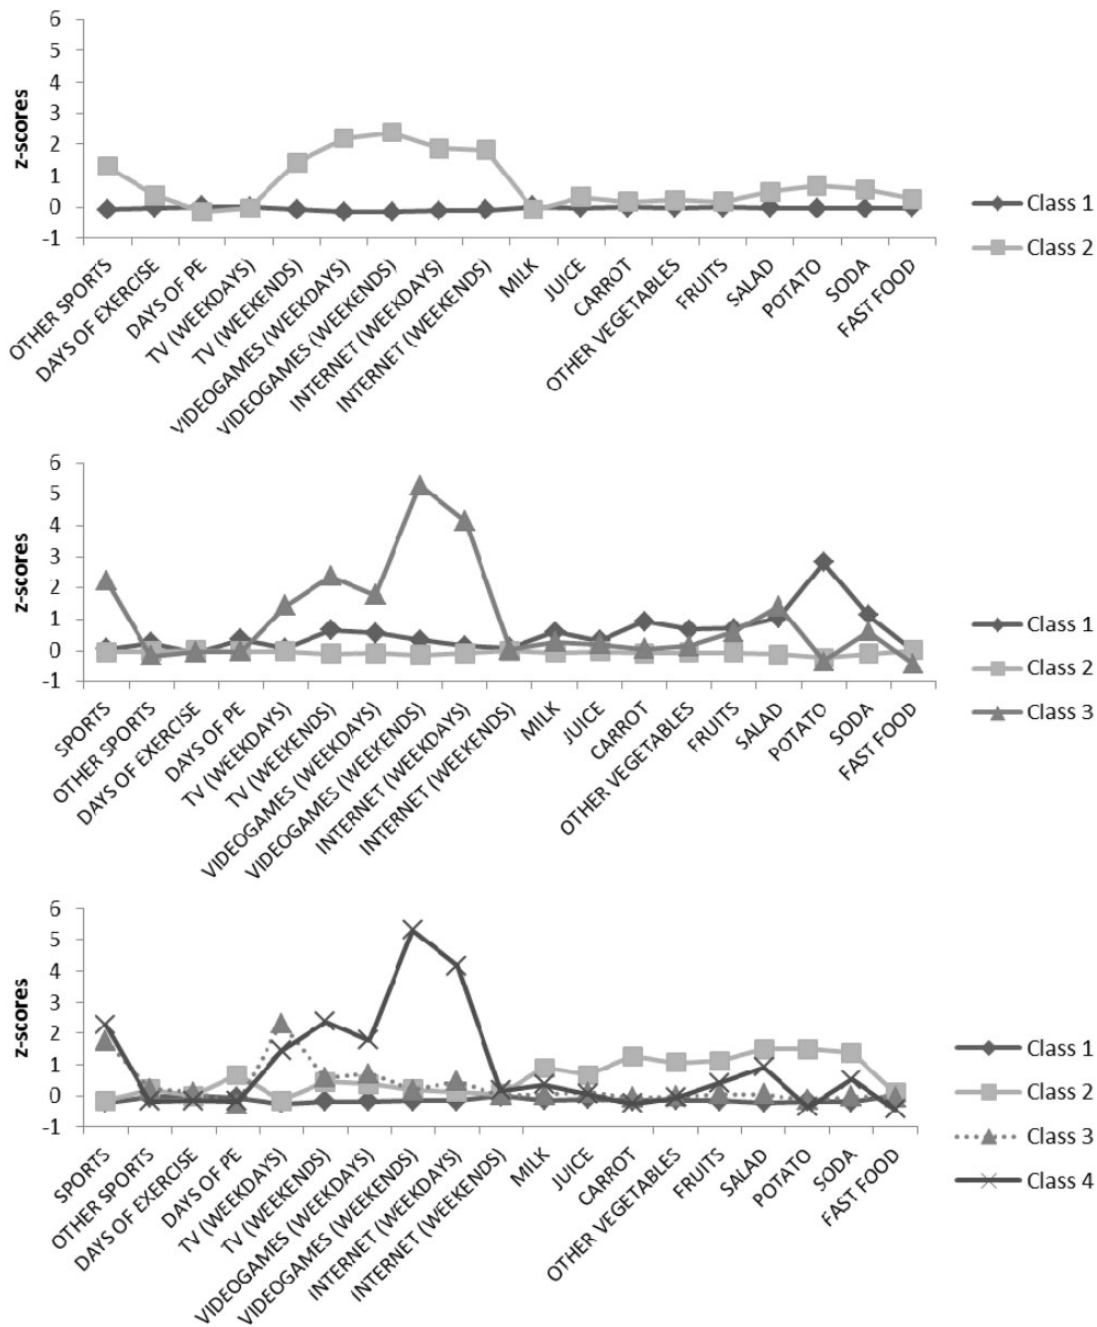 6
5
4
3
2
1
0
-1
z-scores
OTHER SPORTS
DAYS OF EXERCISE
DAYS OF PE
TV (WEEKDAYS)
TV (WEEKENDS)
VIDEOGAMES (WEEKDAYS)
VIDEOGAMES (WEEKENDS)
INTERNET (WEEKDAYS)
INTERNET (WEEKENDS)
MILK
JUICE
CARROT
OTHER VEGETABLES
FRUITS
SALAD
POTATO
SODA
FAST FOOD
Class 1
Class 2
6
5
4
3
2
1
0
-1
z-scores
SPORTS
OTHER SPORTS
DAYS OF EXERCISE
DAYS OF PE
TV (WEEKDAYS)
TV (WEEKENDS)
VIDEOGAMES (WEEKDAYS)
VIDEOGAMES (WEEKENDS)
INTERNET (WEEKDAYS)
INTERNET (WEEKENDS)
MILK
JUICE
CARROT
OTHER VEGETABLES
FRUITS
SALAD
POTATO
SODA
FAST FOOD
Class 1
Class 2
Class 3
6
5
4
3
2
1
0
-1
z-scores
SPORTS
OTHER SPORTS
DAYS OF EXERCISE
DAYS OF PE
TV (WEEKDAYS)
TV (WEEKENDS)
VIDEOGAMES (WEEKDAYS)
VIDEOGAMES (WEEKENDS)
INTERNET (WEEKDAYS)
INTERNET (WEEKENDS)
MILK
JUICE
CARROT
OTHER VEGETABLES
FRUITS
SALAD
POTATO
SODA
FAST FOOD
Class 1
Class 2
Class 3
Class 4